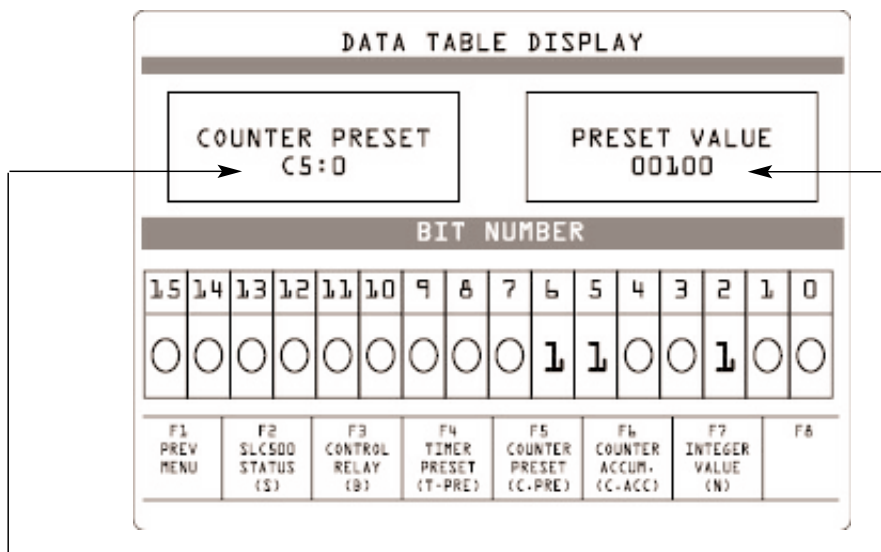 DATA TABLE DISPLAY
COUNTER PRESET
C5:0
PRESET VALUE
00100
BIT NUMBER
15 14 13 12 11 10 9 8 7 6 5 4 3 2 1 0
0 0 0 0 0 0 0 0 0 1 1 0 0 1 0 0
F1
PREV
MENU
F2
SLC500
STATUS
(S)
F3
CONTROL
RELAY
(B)
F4
TIMER
PRESET
(T-PRE)
F5
COUNTER
PRESET
(C.PRE)
F6
COUNTER
ACCUM.
(C-ACC)
F7
INTEGER
VALUE
(N)
F8